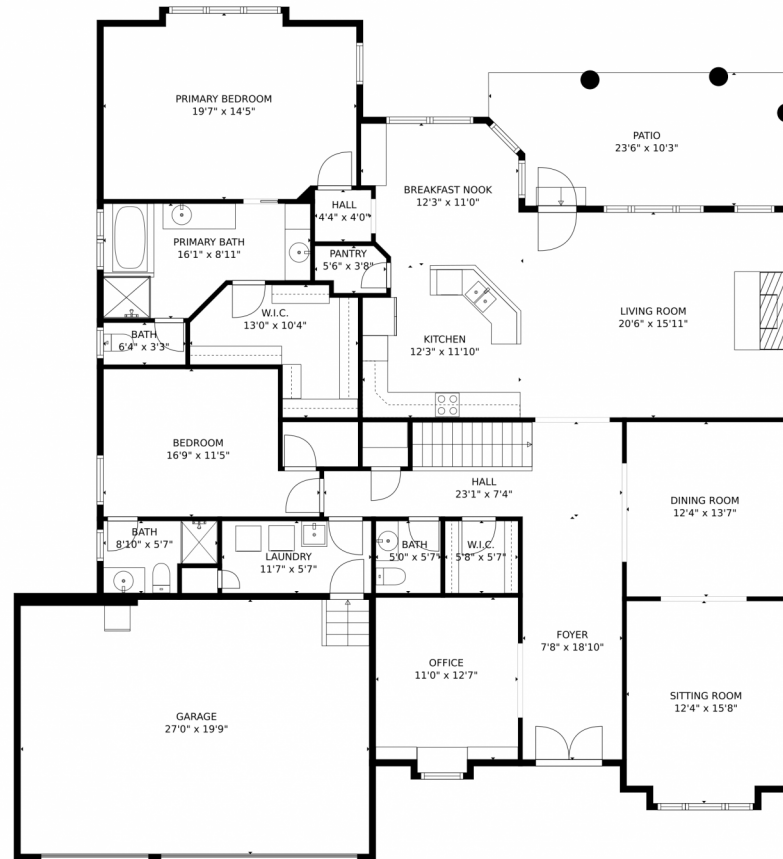 PRIMARY BEDROOM
19'7" x 14'5"
PATIO
23'6" x 10'3"
BREAKFAST NOOK
12'3" x 11'0"
HALL
4'4" x 4'0"
PRIMARY BATH
16'1" x 8'11"
PANTRY
5'6" x 3'8"
W.I.C.
13'0" x 10'4"
LIVING ROOM
20'6" x 15'11"
BATH
6'4" x 3'3"
KITCHEN
12'3" x 11'10"
BEDROOM
16'9" x 11'5"
HALL
23'1" x 7'4"
DINING ROOM
12'4" x 13'7"
BATH
8'10" x 5'7"
LAUNDRY
11'7" x 5'7"
BATH
5'0" x 5'7"
W.I.C.
5'8" x 5'7"
FOYER
7'8" x 18'10"
OFFICE
11'0" x 12'7"
SITTING ROOM
12'4" x 15'8"
GARAGE
27'0" x 19'9"